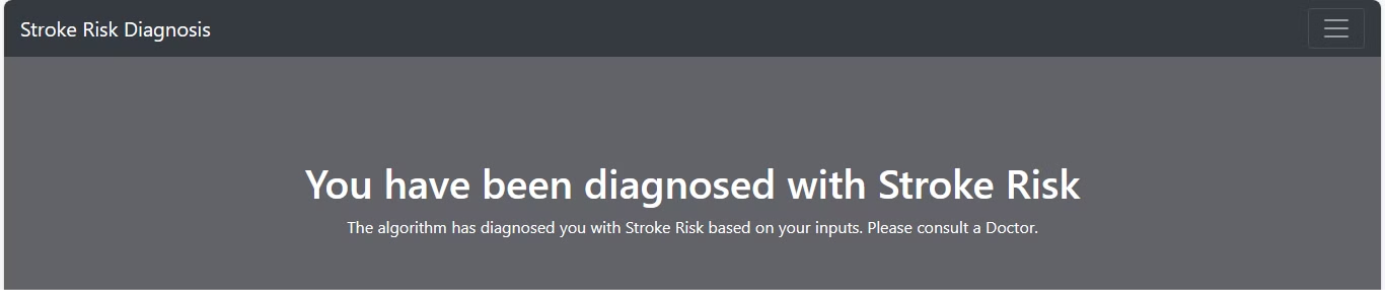 Stroke Risk Diagnosis
You have been diagnosed with Stroke Risk
The algorithm has diagnosed you with Stroke Risk based on your inputs. Please consult a Doctor.